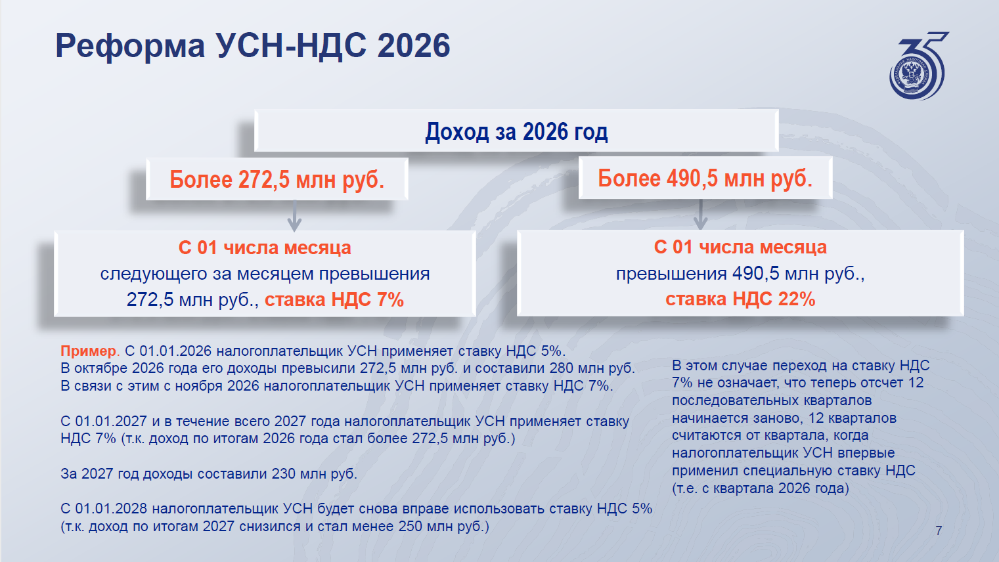 Реформа УСН-НДС 2026
Доход за 2026 год
Более 272,5 млн руб.
Более 490,5 млн руб.
С 01 числа месяца
следующего за месяцем превышения
272,5 млн руб., ставка НДС 7%
С 01 числа месяца
превышения 490,5 млн руб.,
ставка НДС 22%
Пример. С 01.01.2026 налогоплательщик УСН применяет ставку НДС 5%.
В октябре 2026 года его доходы превысили 272,5 млн руб. и составили 280 млн руб.
В связи с этим с ноября 2026 налогоплательщик УСН применяет ставку НДС 7%.
С 01.01.2027 и в течение всего 2027 года налогоплательщик УСН применяет ставку
НДС 7% (т.к. доход по итогам 2026 года стал более 272,5 млн руб.)
За 2027 год доходы составили 230 млн руб.
С 01.01.2028 налогоплательщик УСН будет снова вправе использовать ставку НДС 5%
(т.к. доход по итогам 2027 снизился и стал менее 250 млн руб.)
В этом случае переход на ставку НДС
7% не означает, что теперь отсчет 12
последовательных кварталов
начинается заново, 12 кварталов
считаются от квартала, когда
налогоплательщик УСН впервые
применил специальную ставку НДС
(т.е. с квартала 2026 года)
7